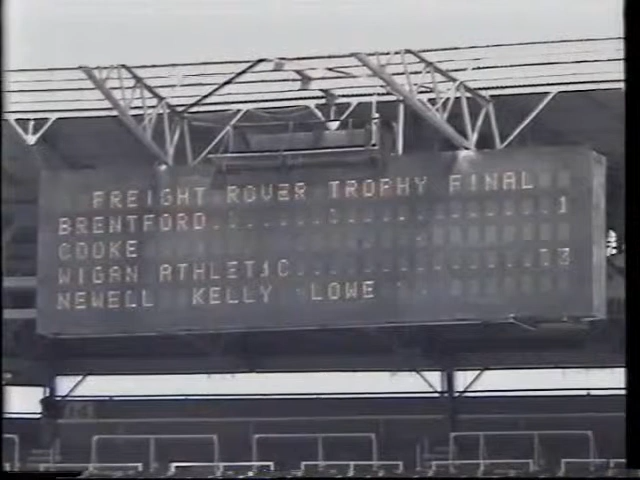 FREIGHT ROVER TROPHY FINAL
BRENTFORD..............................1
COOKE
WIGAN ATHLETIC.......................3
NEWELL KELLY LOWE